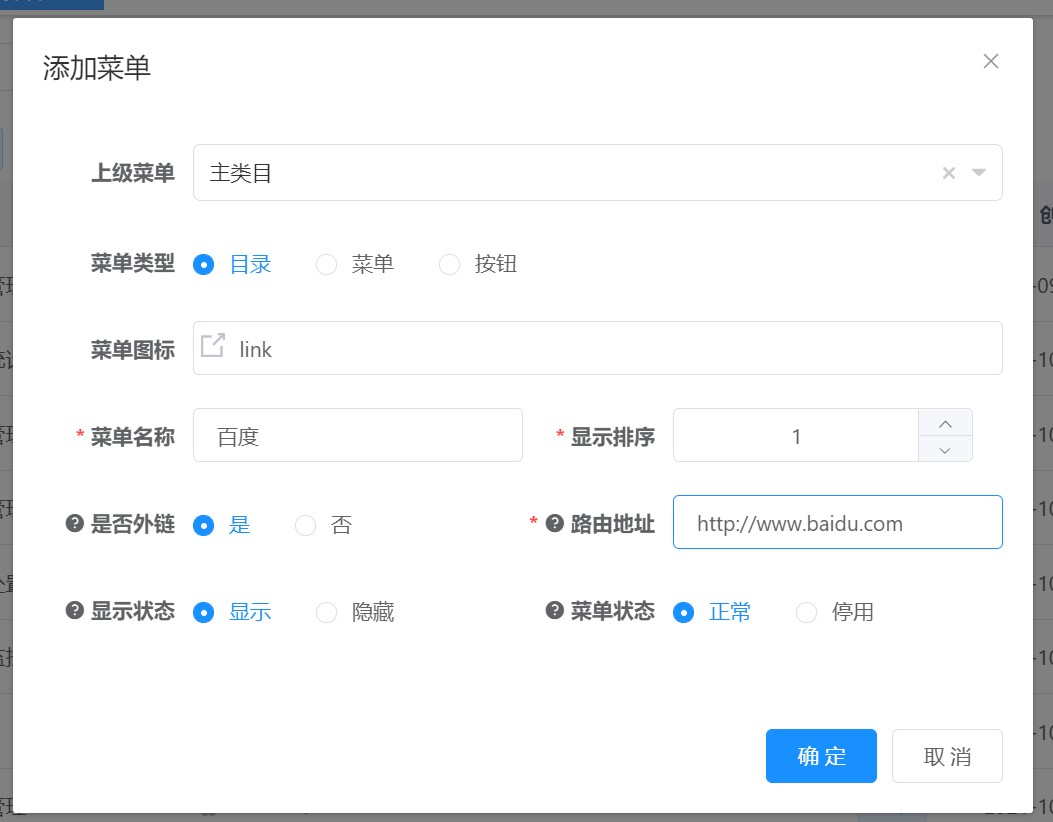 添加菜单
上级菜单 主类目
菜单类型 目录 菜单 按钮
菜单图标 link
* 菜单名称 百度 * 显示排序 1
是否外链 是 否 * 路由地址 http://www.baidu.com
显示状态 显示 隐藏 菜单状态 正常 停用
确 定 取 消